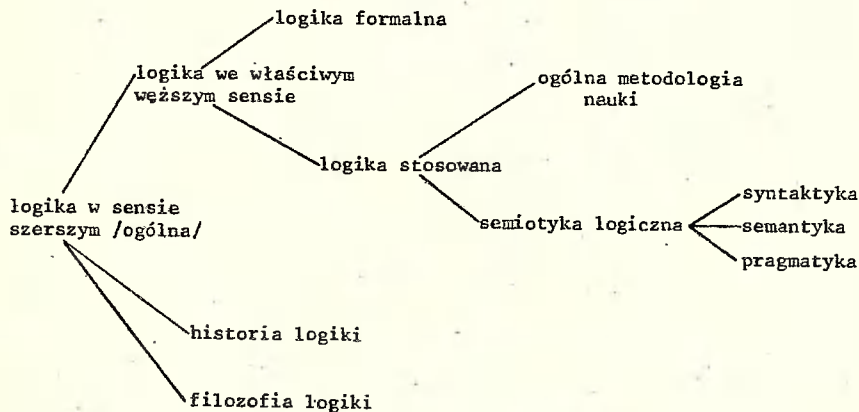 logika formalna
logika we właściwym
węższym sensie
ogólna metodologia
nauki
logika stosowana
logika w sensie
szerszym /ogólna/
semiotyka logiczna
syntaktyka
semantyka
pragmatyka
historia logiki
filozofia logiki